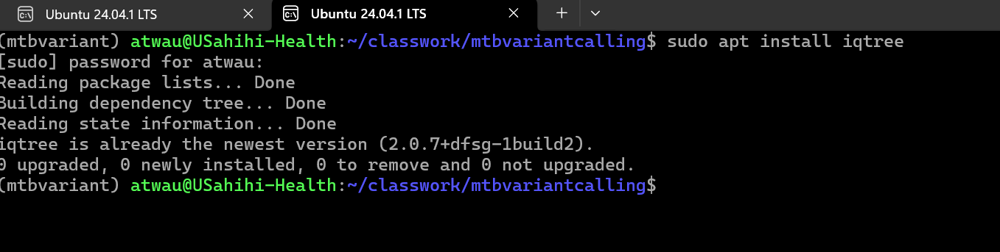 Ubuntu 24.04.1 LTS
Ubuntu 24.04.1 LTS
(mtbvariant) atwau@USahihi-Health:~/classwork/mtbvariantcalling$ sudo apt install iqtree
[sudo] password for atwau:
Reading package lists... Done
Building dependency tree... Done
Reading state information... Done
iqtree is already the newest version (2.0.7+dfsg-1build2).
0 upgraded, 0 newly installed, 0 to remove and 0 not upgraded.
(mtbvariant) atwau@USahihi-Health:~/classwork/mtbvariantcalling$